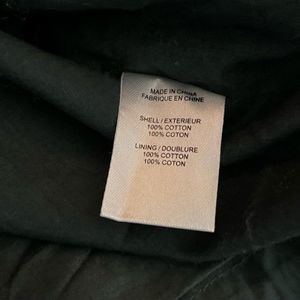 MADE IN CHINA
FABRIQUE EN CHINE
SHELL / EXTERIEUR
100% COTTON
100% COTON
LINING / DOUBLURE
100% COTTON
100% COTON